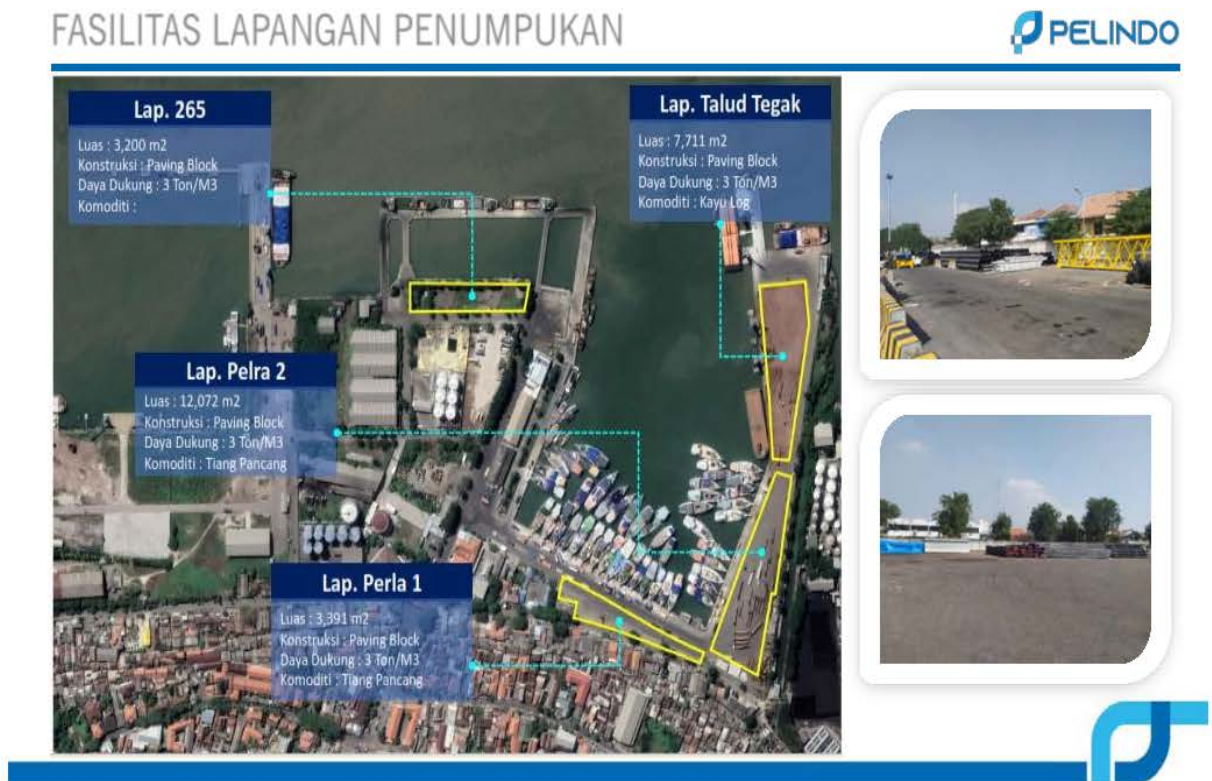 FASILITAS LAPANGAN PENUMPUKAN
PELINDO
Lap. 265
Luas : 3,200 m2
Konstruksi : Paving Block
Daya Dukung : 3 Ton/M3
Komoditi :
Lap. Talud Tegak
Luas : 7,711 m2
Konstruksi : Paving Block
Daya Dukung : 3 Ton/M3
Komoditi : Kayu Log
Lap. Pelra 2
Luas : 12,072 m2
Konstruksi : Paving Block
Daya Dukung : 3 Ton/M3
Komoditi : Tiang Pancang
Lap. Perla 1
Luas : 3,391 m2
Konstruksi : Paving Block
Daya Dukung : 3 Ton/M3
Komoditi : Tiang Pancang